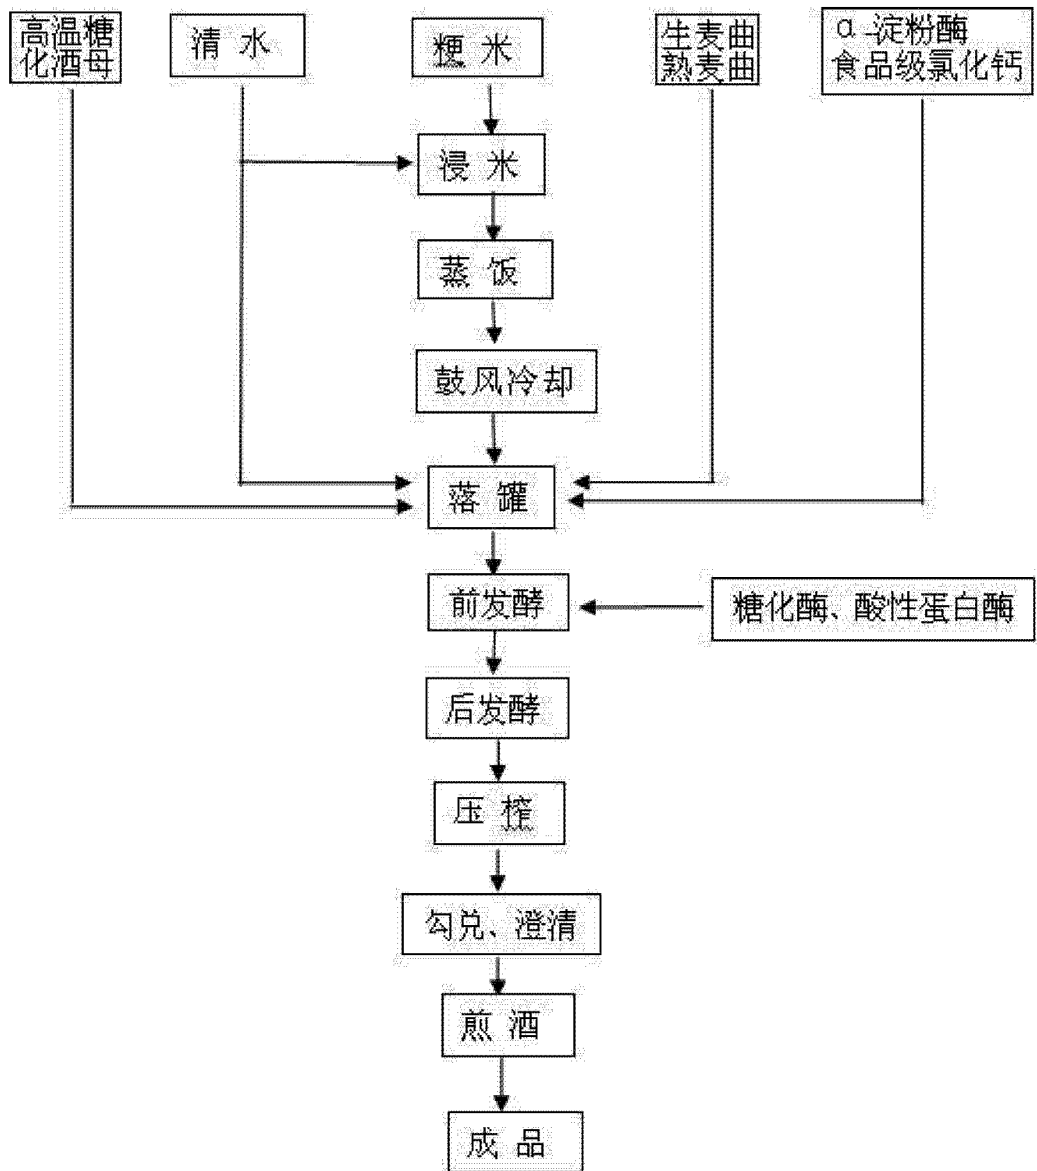 高温糖
化酒母
清 水
粳 米
生麦曲
熟麦曲
α-淀粉酶
食品级氯化钙
浸 米
蒸 饭
鼓风冷却
落 罐
前发酵
糖化酶、酸性蛋白酶
后发酵
压 榨
勾兑、澄清
煎 酒
成 品